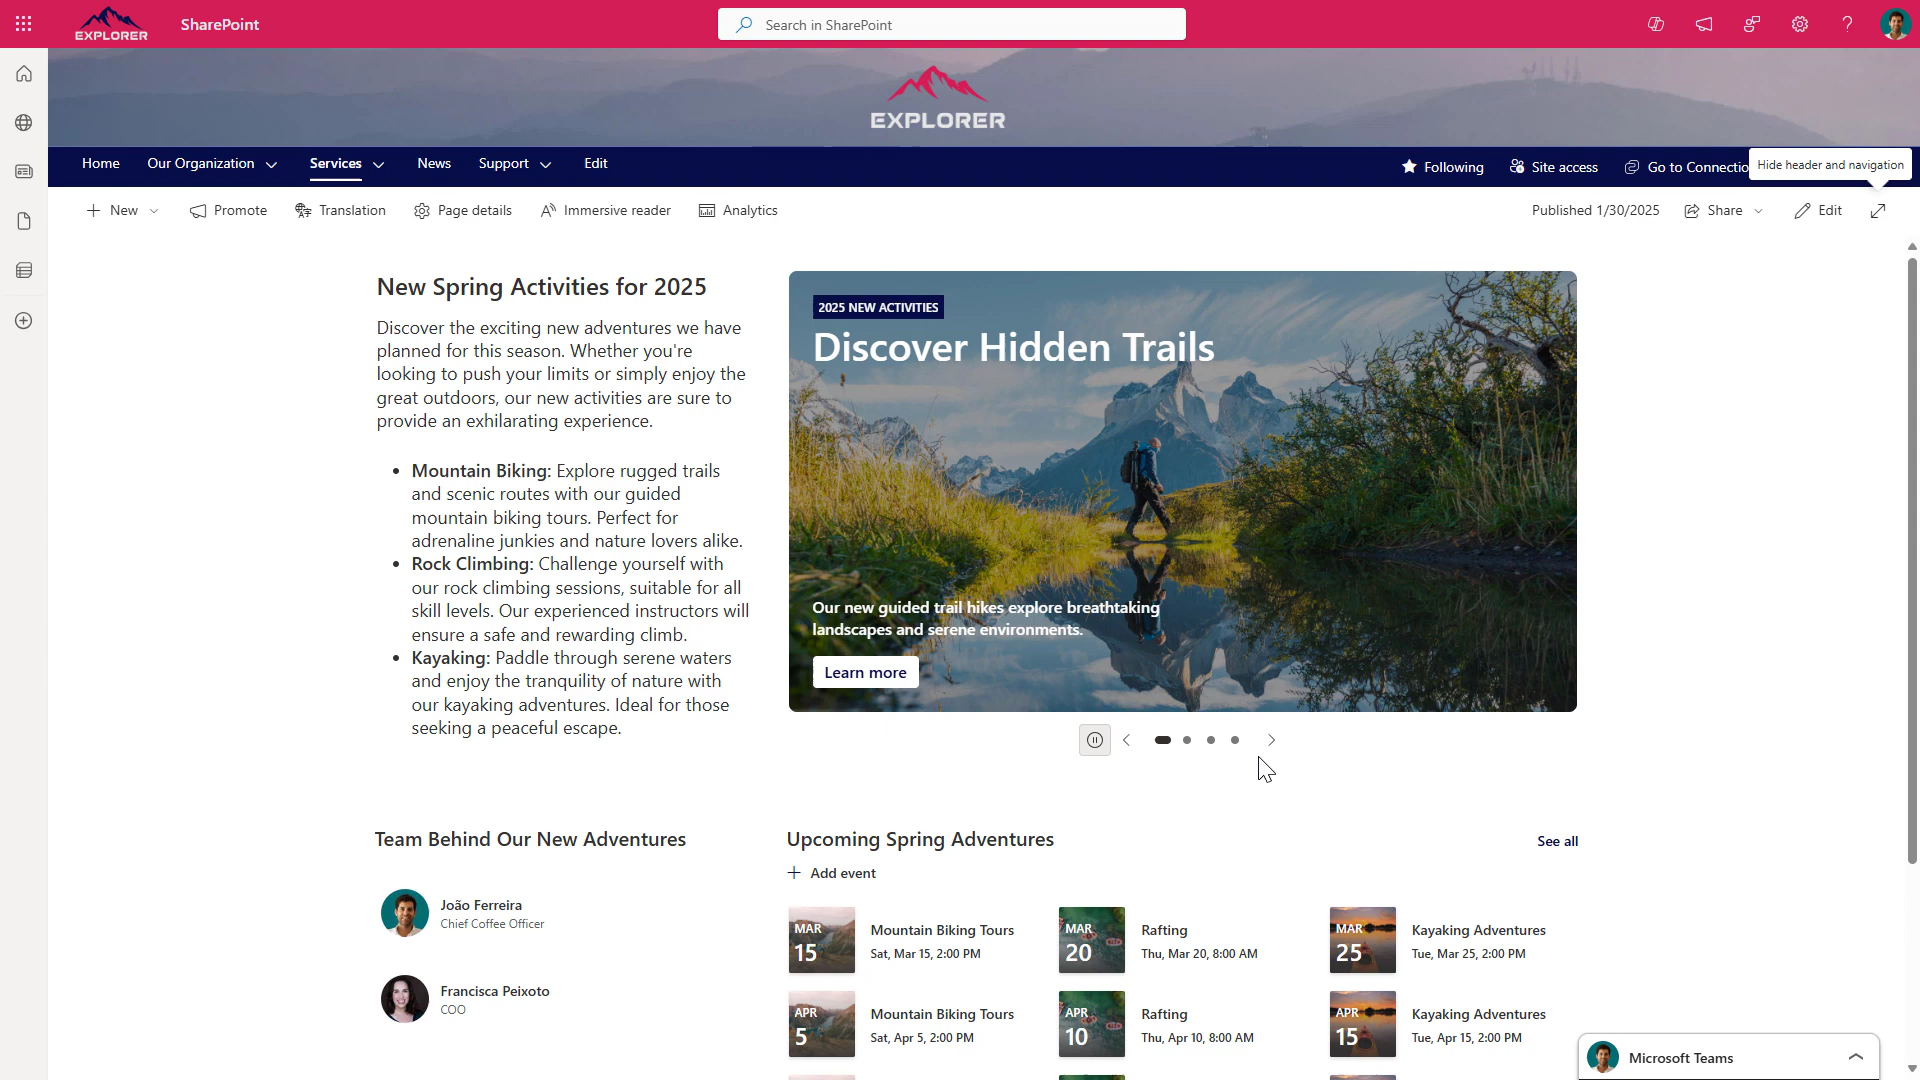 EXPLORER
SharePoint
Search in SharePoint
EXPLORER
Home
Our Organization
Services
News
Support
Edit
Following
Site access
Go to Connectio
Hide header and navigation
New
Promote
Translation
Page details
Immersive reader
Analytics
Published 1/30/2025
Share
Edit
New Spring Activities for 2025
Discover the exciting new adventures we have
planned for this season. Whether you're
looking to push your limits or simply enjoy the
great outdoors, our new activities are sure to
provide an exhilarating experience.
• Mountain Biking: Explore rugged trails
and scenic routes with our guided
mountain biking tours. Perfect for
adrenaline junkies and nature lovers alike.
• Rock Climbing: Challenge yourself with
our rock climbing sessions, suitable for all
skill levels. Our experienced instructors will
ensure a safe and rewarding climb.
• Kayaking: Paddle through serene waters
and enjoy the tranquility of nature with
our kayaking adventures. Ideal for those
seeking a peaceful escape.
2025 NEW ACTIVITIES
Discover Hidden Trails
Our new guided trail hikes explore breathtaking
landscapes and serene environments.
Learn more
Team Behind Our New Adventures
João Ferreira
Chief Coffee Officer
Francisca Peixoto
COO
Upcoming Spring Adventures
See all
Add event
MAR
15
Mountain Biking Tours
Sat, Mar 15, 2:00 PM
MAR
20
Rafting
Thu, Mar 20, 8:00 AM
MAR
25
Kayaking Adventures
Tue, Mar 25, 2:00 PM
APR
5
Mountain Biking Tours
Sat, Apr 5, 2:00 PM
APR
10
Rafting
Thu, Apr 10, 8:00 AM
APR
15
Kayaking Adventures
Tue, Apr 15, 2:00 PM
Microsoft Teams